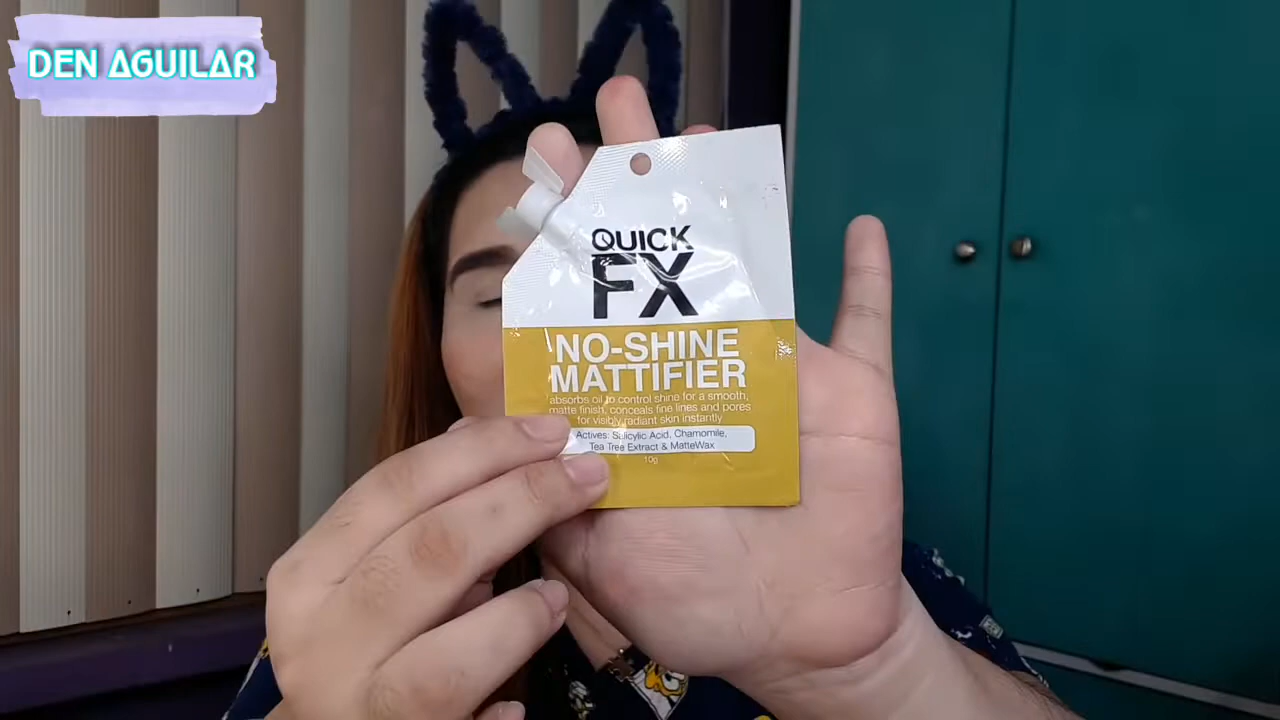 DEN AGUILAR
QUICK
FX
NO-SHINE
MATTIFIER
absorbs oil to control shine for a smooth,
matte finish, conceals fine lines and pores
for visibly radiant skin instantly
Actives: Salicylic Acid, Chamomile,
Tea Tree Extract & MatteWax
10g